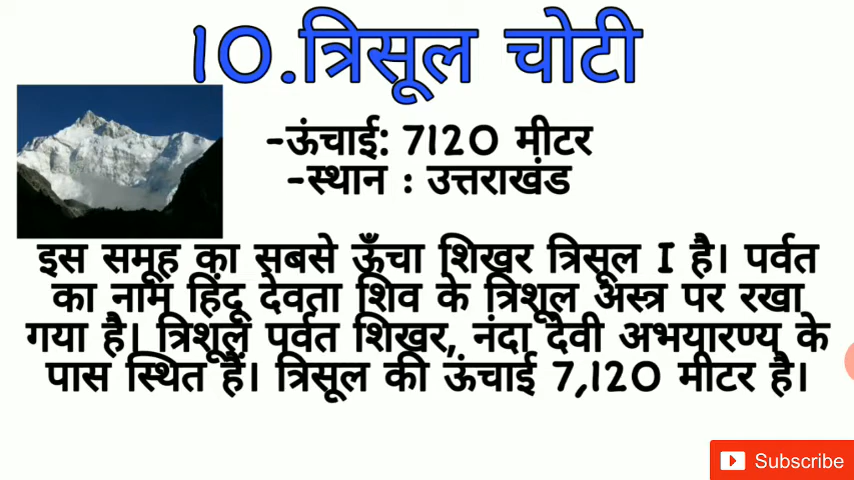 10.त्रिसूल चोटी
-ऊंचाई: 7120 मीटर
-स्थान : उत्तराखंड
इस समूह का सबसे ऊँचा शिखर त्रिसूल I है। पर्वत
का नाम हिंदू देवता शिव के त्रिशूल अस्त्र पर रखा
गया है। त्रिशूल पर्वत शिखर, नंदा देवी अभयारण्य के
पास स्थित हैं। त्रिसूल की ऊंचाई 7,120 मीटर है।
Subscribe